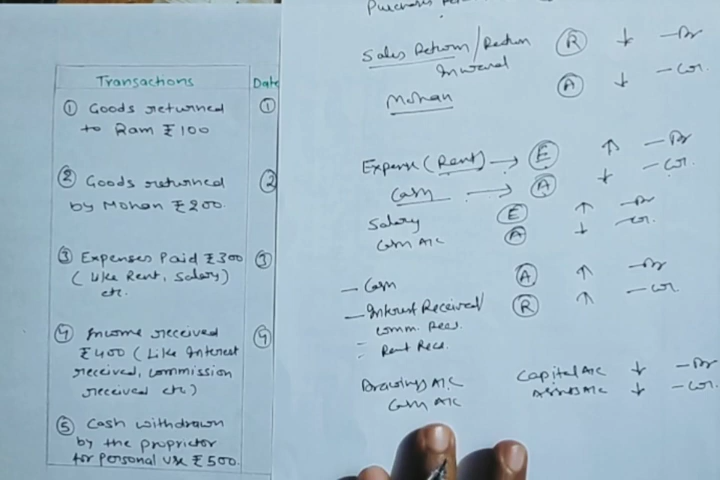 Transactions
① Goods returned
to Ram ₹100
② Goods returned
by Mohan ₹200.
③ Expenses Paid ₹300
(Like Rent, Salary)
etc.
④ Income received
₹400 (Like Interest
received, commission
received etc)
⑤ Cash withdrawn
by the proprietor
for personal use ₹500.
Date
①
②
③
④
Purchases
Sales Return/Return Ⓡ ↓ — Dr
Inward
Mohan Ⓐ ↓ — Cr.
Expense (Rent) → Ⓔ ↑ — Dr
Cash → Ⓐ ↓ — Cr.
Salary Ⓔ ↑ — Dr
Cash A/c Ⓐ ↓ — Cr.
— Cash Ⓐ ↑ — Dr
— Interest Received/ Ⓡ ↑ — Cr.
Comm. Recd.
Rent Recd.
Drawings A/c Capital A/c ↓ — Dr
Cash A/c Assets A/c ↓ — Cr.